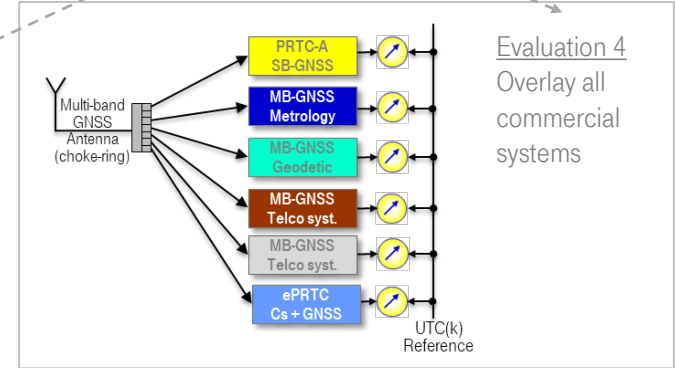 PRTC-A
SB-GNSS
MB-GNSS
Metrology
MB-GNSS
Geodetic
MB-GNSS
Telco syst.
MB-GNSS
Telco syst.
ePRTC
Cs + GNSS
Multi-band
GNSS
Antenna
(choke-ring)
UTC(k)
Reference
Evaluation 4
Overlay all
commercial
systems